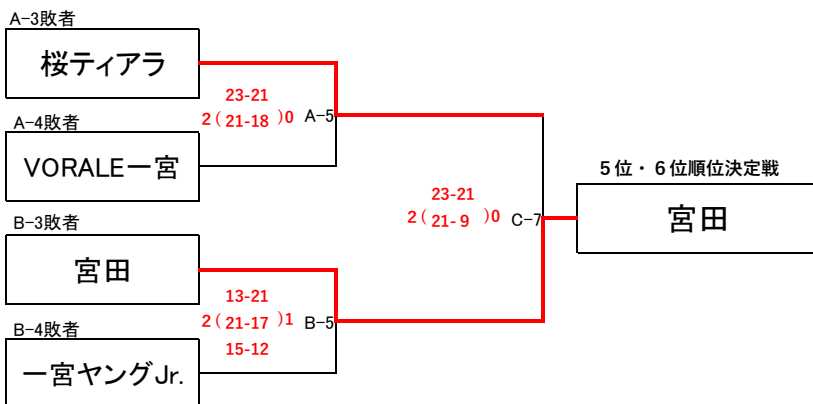 A-3敗者
桜ティアラ
23-21
2 ( 21-18 ) 0 A-5
A-4敗者
VORALE一宮
5位・6位順位決定戦
宮田
23-21
2 ( 21- 9 ) 0 C-7
B-3敗者
宮田
13-21
2 ( 21-17 ) 1 B-5
15-12
B-4敗者
一宮ヤングJr.